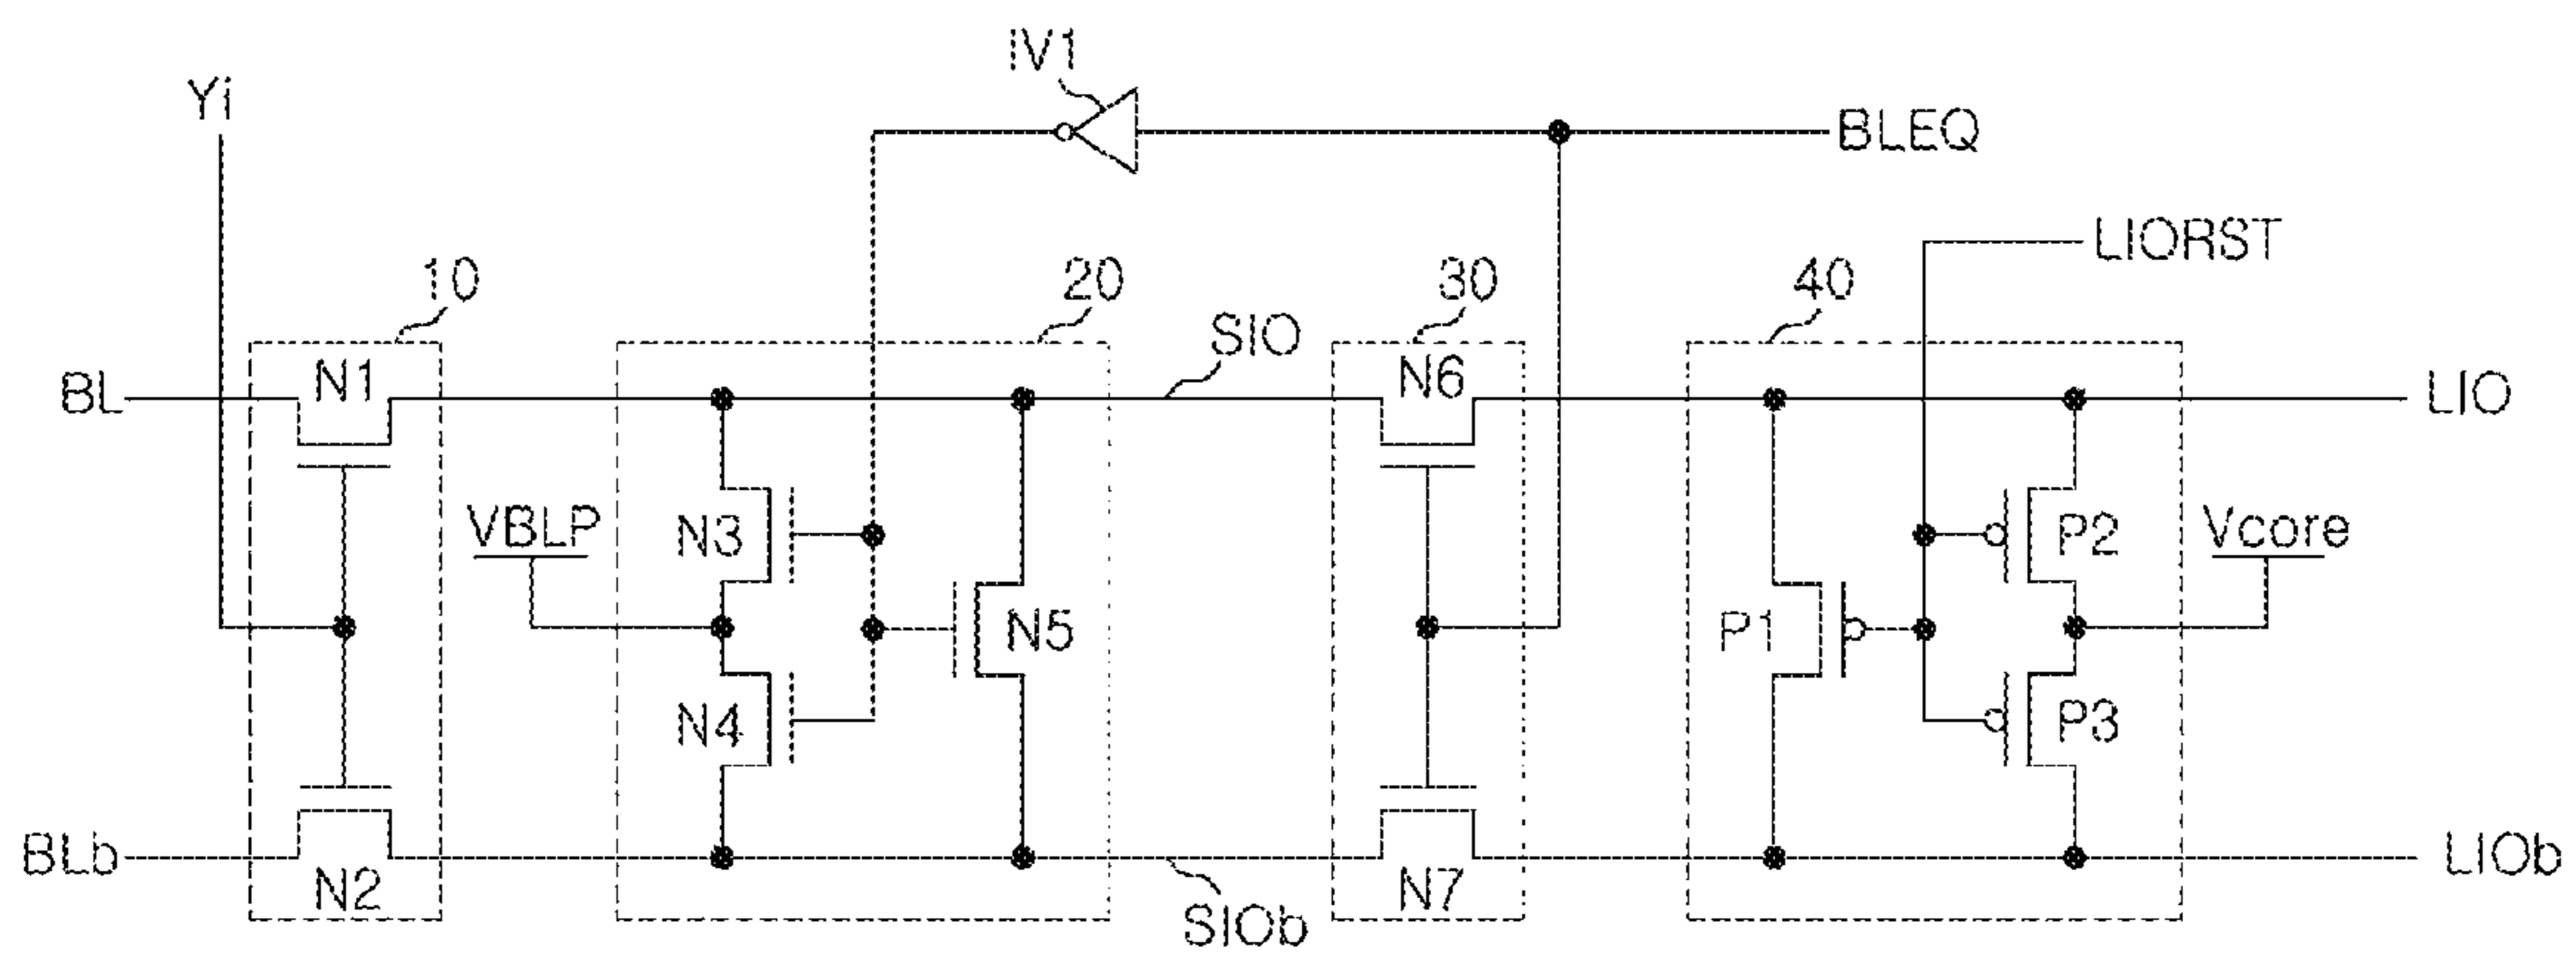 IV1
Yi
BLEQ
LIORST
10
20
30
40
SIO
BL
N1
N6
LIO
VBLP
N3
P2
Vcore
N5
P1
N4
P3
BLb
N2
N7
LIOb
SIOb